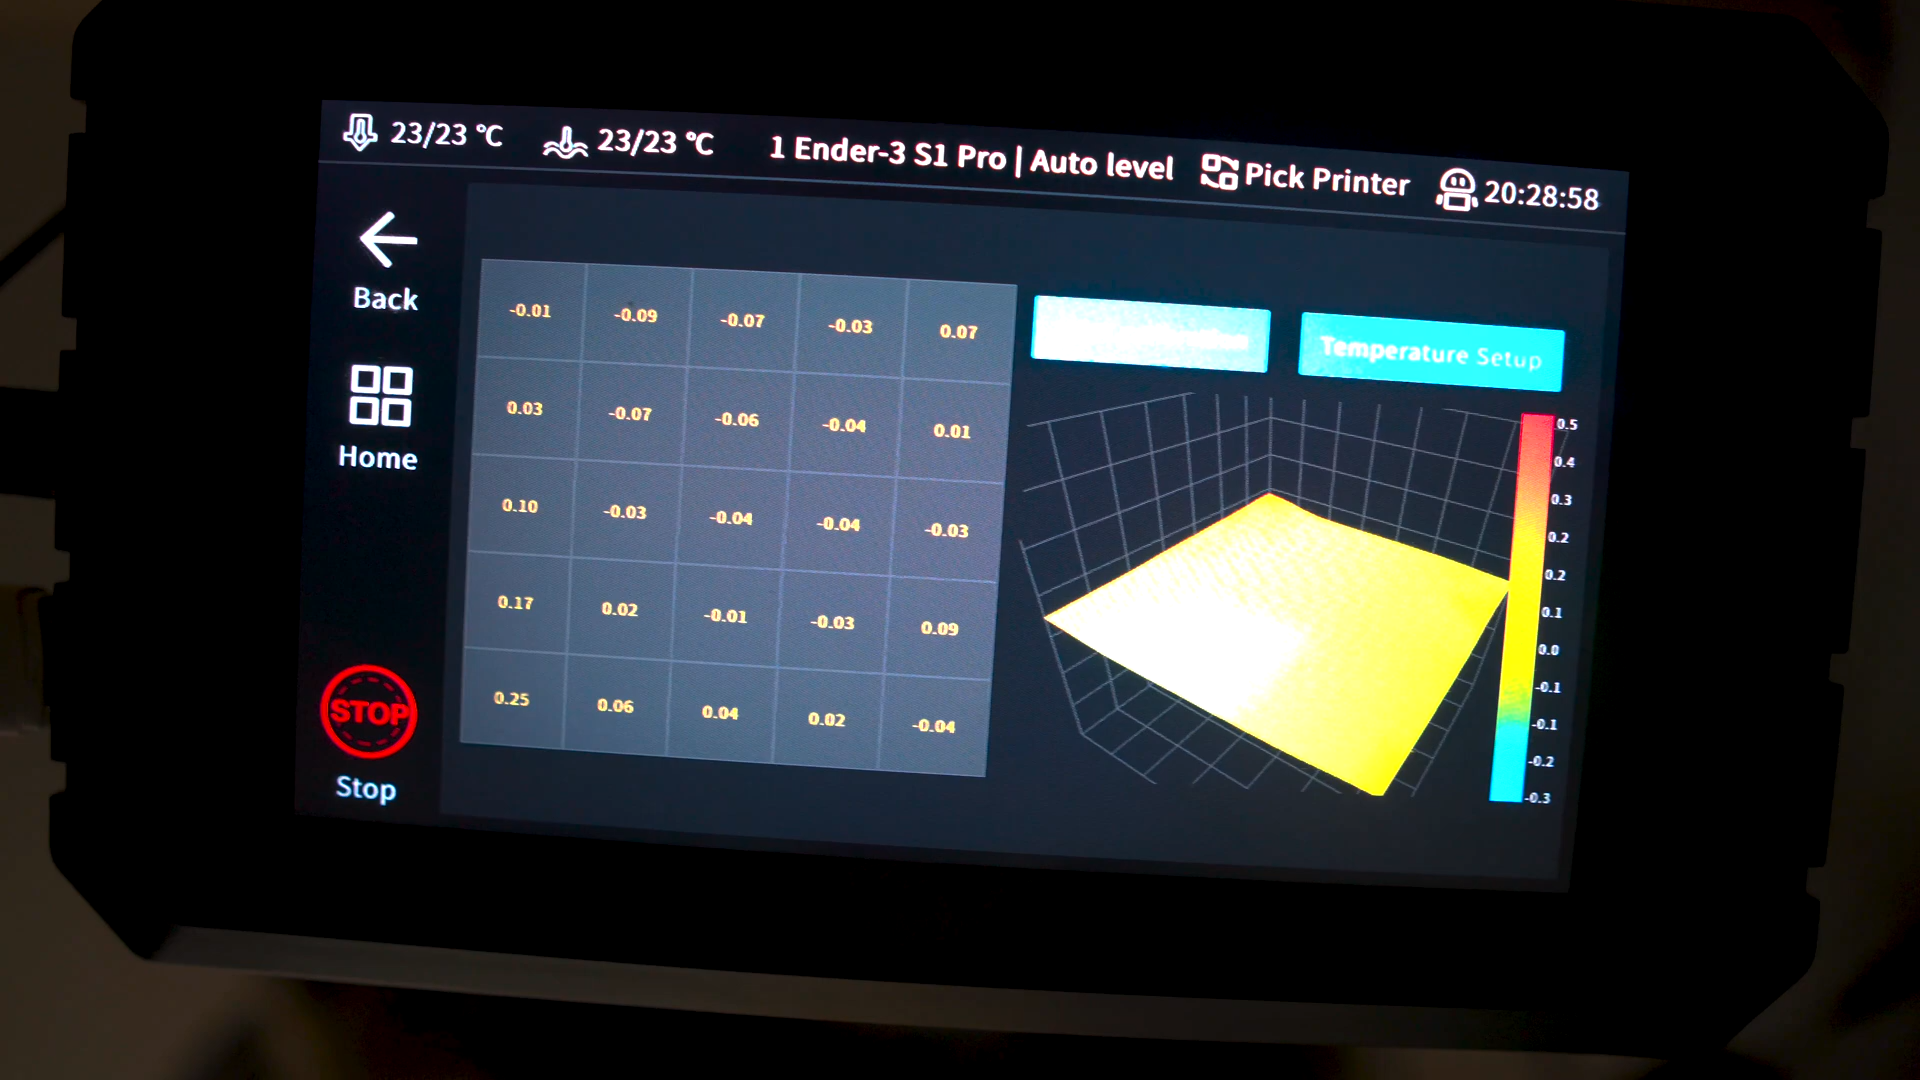 23/23 ℃ 23/23 ℃ 1 Ender-3 S1 Pro | Auto level Pick Printer 20:28:58
Back
Home
STOP
Stop
-0.01 -0.09 -0.07 -0.03 0.07
0.03 -0.07 -0.06 -0.04 0.01
0.10 -0.03 -0.04 -0.04 -0.03
0.17 0.02 -0.01 -0.03 0.09
0.25 0.06 0.04 0.02 -0.04
Temperature Setup
0.5
0.4
0.3
0.2
0.2
0.1
0.0
-0.1
-0.1
-0.2
-0.3